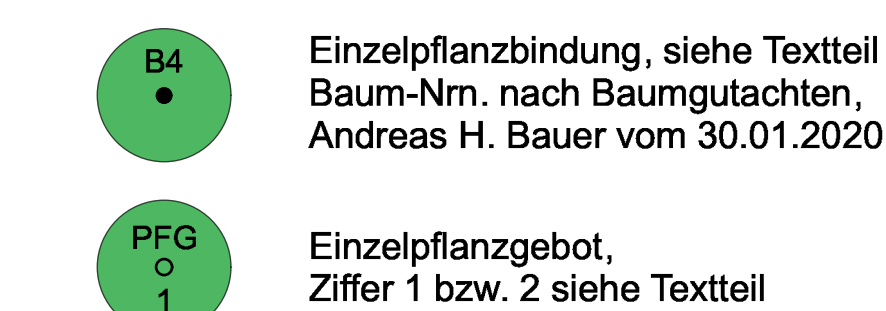 B4
Einzelpflanzbindung, siehe Textteil
Baum-Nrn. nach Baumgutachten,
Andreas H. Bauer vom 30.01.2020
PFG
1
Einzelpflanzgebot,
Ziffer 1 bzw. 2 siehe Textteil